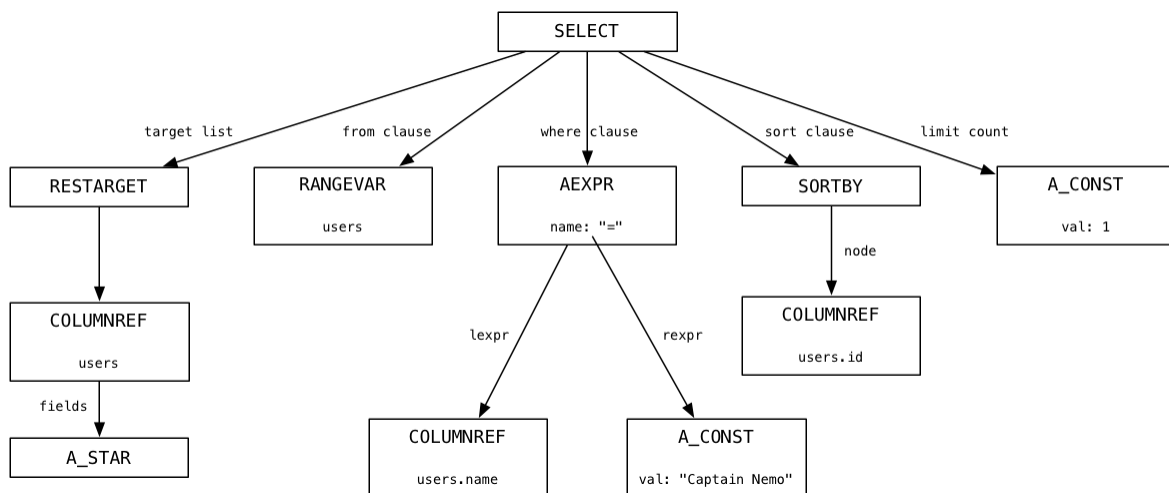 SELECT
target list
from clause
where clause
sort clause
limit count
RESTARGET
RANGEVAR
users
AEXPR
name: "="
SORTBY
A_CONST
val: 1
node
COLUMNREF
users
lexpr
rexpr
COLUMNREF
users.id
fields
A_STAR
COLUMNREF
users.name
A_CONST
val: "Captain Nemo"